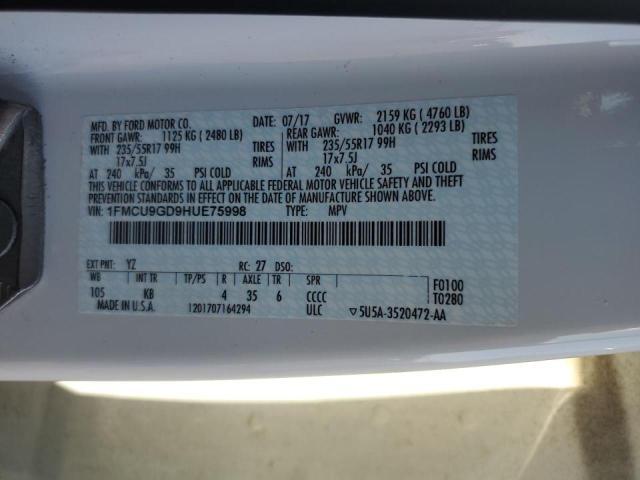 MFD. BY FORD MOTOR CO. DATE: 07/17 GVWR: 2159 KG ( 4760 LB)
FRONT GAWR: 1125 KG ( 2480 LB) REAR GAWR: 1040 KG ( 2293 LB)
WITH 235/55R17 99H TIRES WITH 235/55R17 99H TIRES
17x7.5J RIMS 17x7.5J RIMS
AT 240 kPa/ 35 PSI COLD AT 240 kPa/ 35 PSI COLD
THIS VEHICLE CONFORMS TO ALL APPLICABLE FEDERAL MOTOR VEHICLE SAFETY AND THEFT
PREVENTION STANDARDS IN EFFECT ON THE DATE OF MANUFACTURE SHOWN ABOVE.
VIN: 1FMCU9GD9HUE75998 TYPE: MPV
EXT PNT: YZ RC: 27 DSO: F0100
WB INT TR TP/PS R AXLE TR SPR T0280
105 KB 4 35 6 CCCC
MADE IN U.S.A. 1201707164294 ULC ▽5U5A-3520472-AA